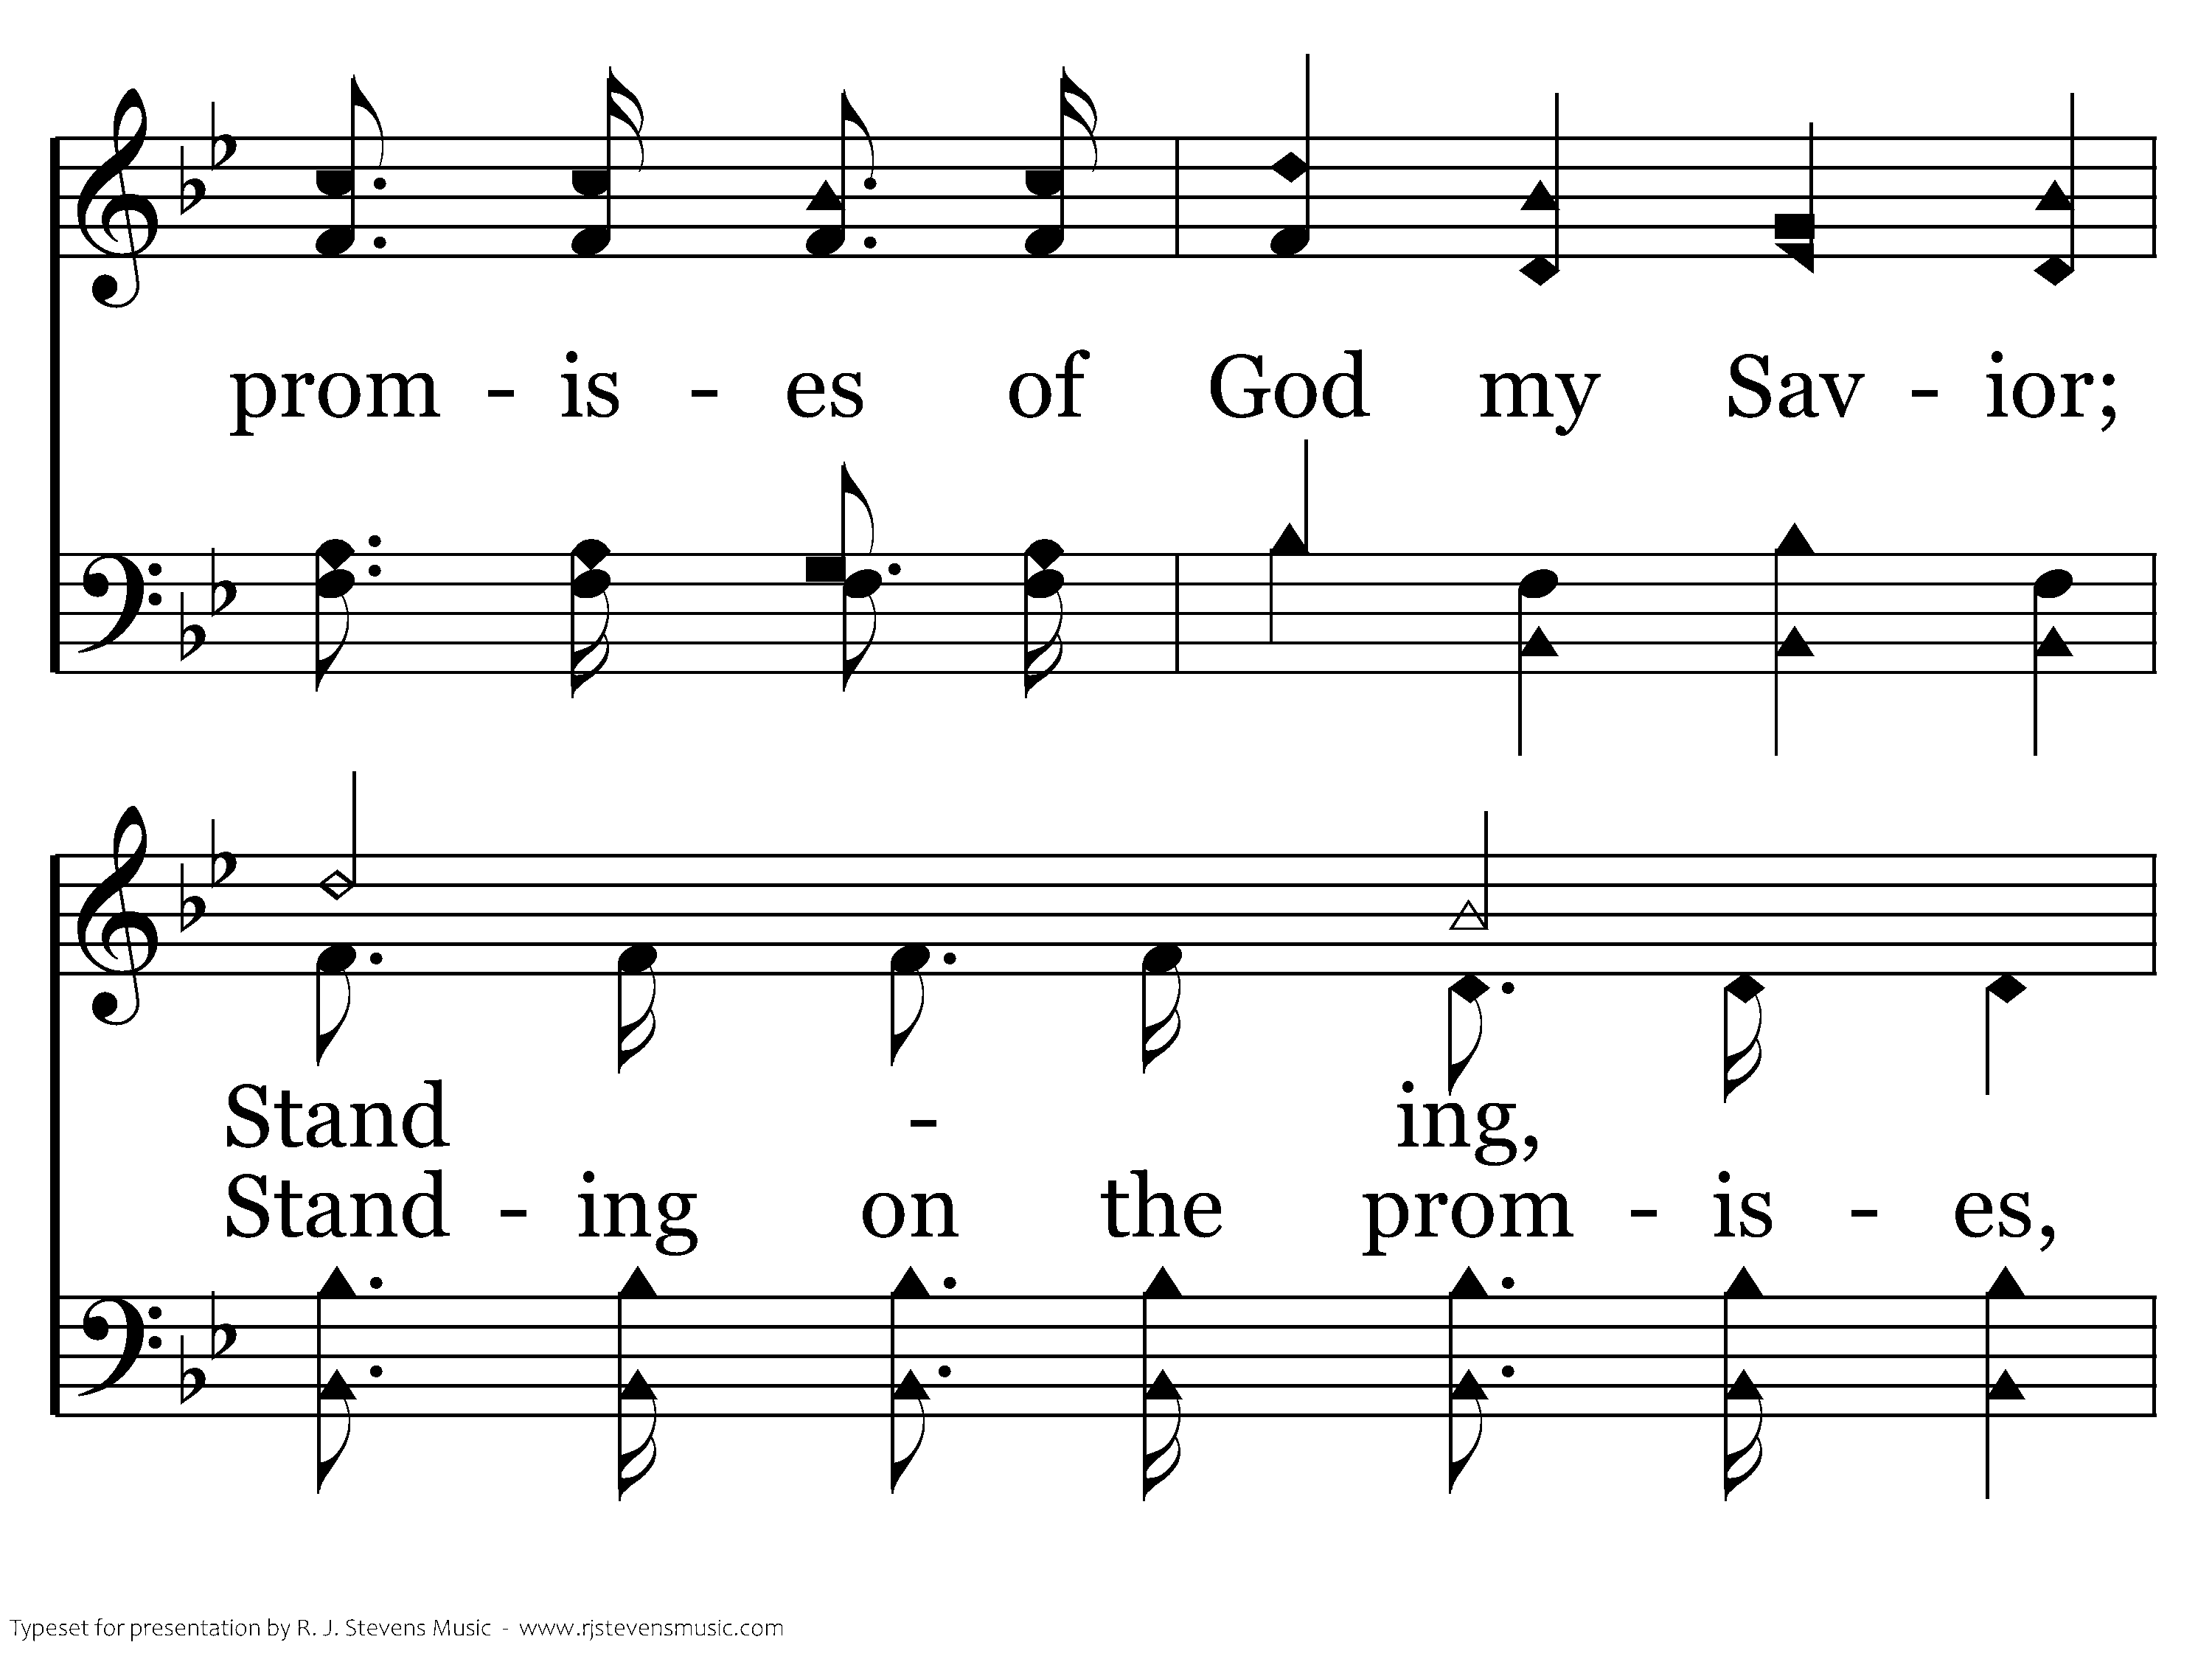 prom - is - es of God my Sav - ior;
Stand - ing,
Stand - ing on the prom - is - es,
Typeset for presentation by R. J. Stevens Music - www.rjstevensmusic.com